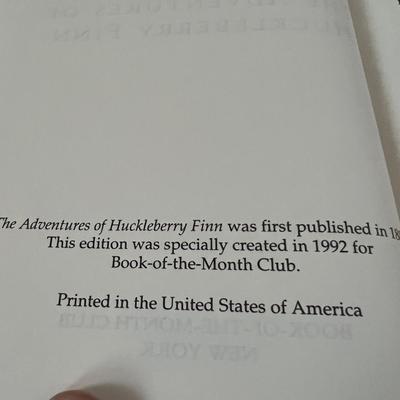 The Adventures of Huckleberry Finn was first published in
This edition was specially created in 1992 for
Book-of-the-Month Club.
Printed in the United States of America